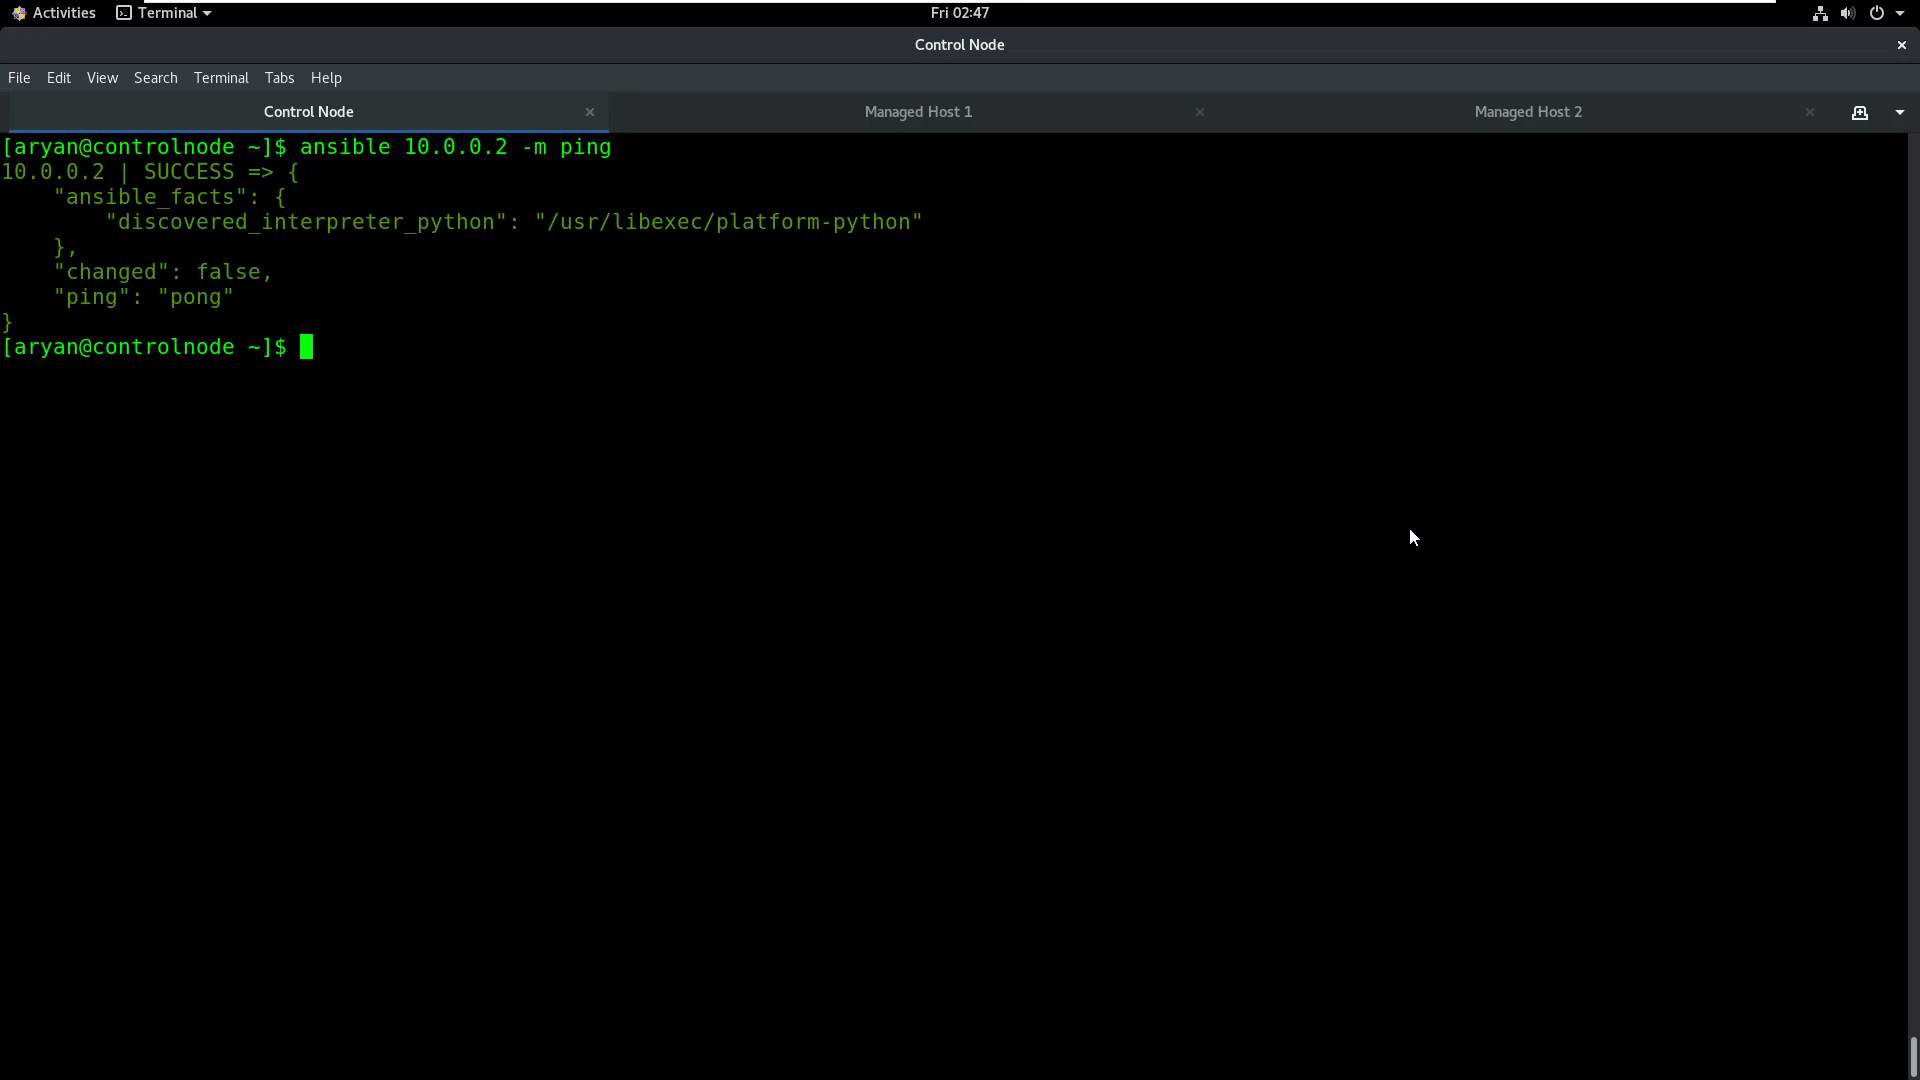 Activities Terminal Fri 02:47
Control Node
File Edit View Search Terminal Tabs Help
Control Node Managed Host 1 Managed Host 2
[aryan@controlnode ~]$ ansible 10.0.0.2 -m ping
10.0.0.2 | SUCCESS => {
    "ansible_facts": {
        "discovered_interpreter_python": "/usr/libexec/platform-python"
    },
    "changed": false,
    "ping": "pong"
}
[aryan@controlnode ~]$